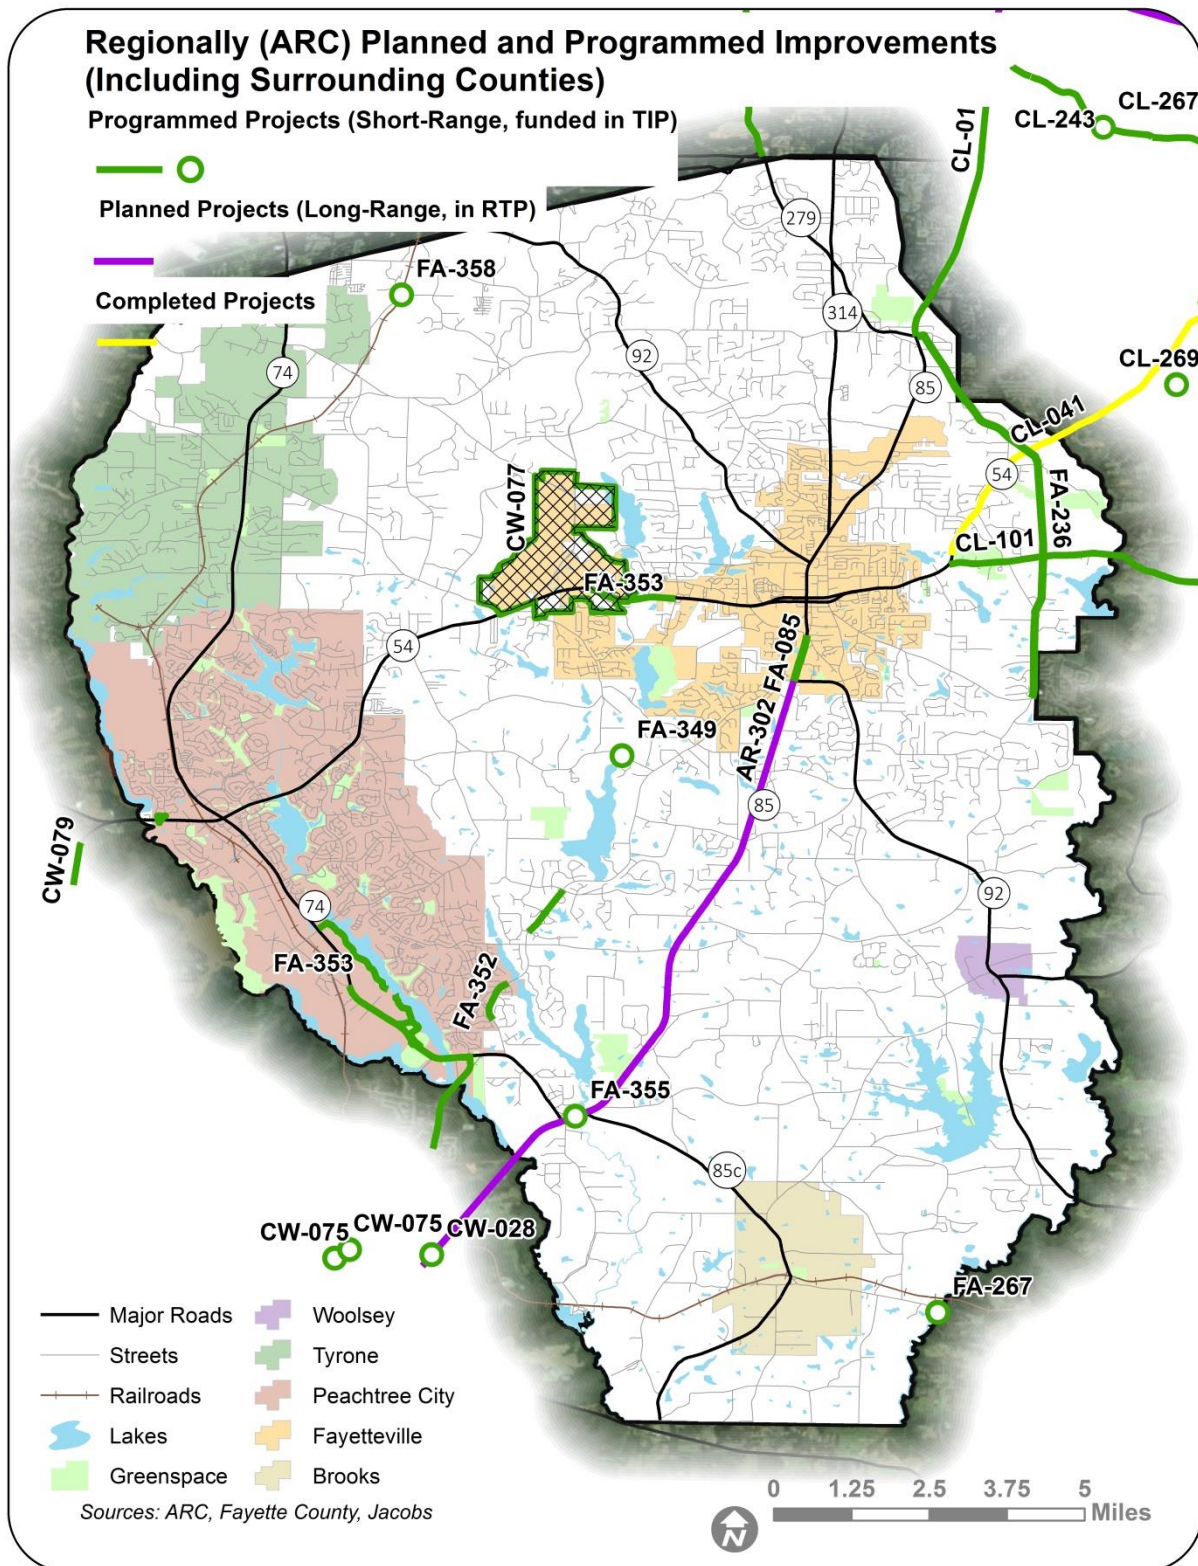 Regionally (ARC) Planned and Programmed Improvements
(Including Surrounding Counties)
Programmed Projects (Short-Range, funded in TIP)
Planned Projects (Long-Range, in RTP)
Completed Projects
CL-01
CL-243
CL-267
279
FA-358
314
92
74
85
CL-269
CL-041
54
FA-236
CW-077
CL-101
FA-353
54
FA-085
AR-302
FA-349
85
CW-079
92
74
FA-353
FA-352
FA-355
85c
CW-075
CW-075
CW-028
FA-267
Major Roads
Streets
Railroads
Lakes
Greenspace
Woolsey
Tyrone
Peachtree City
Fayetteville
Brooks
Sources: ARC, Fayette County, Jacobs
N
0 1.25 2.5 3.75 5
Miles